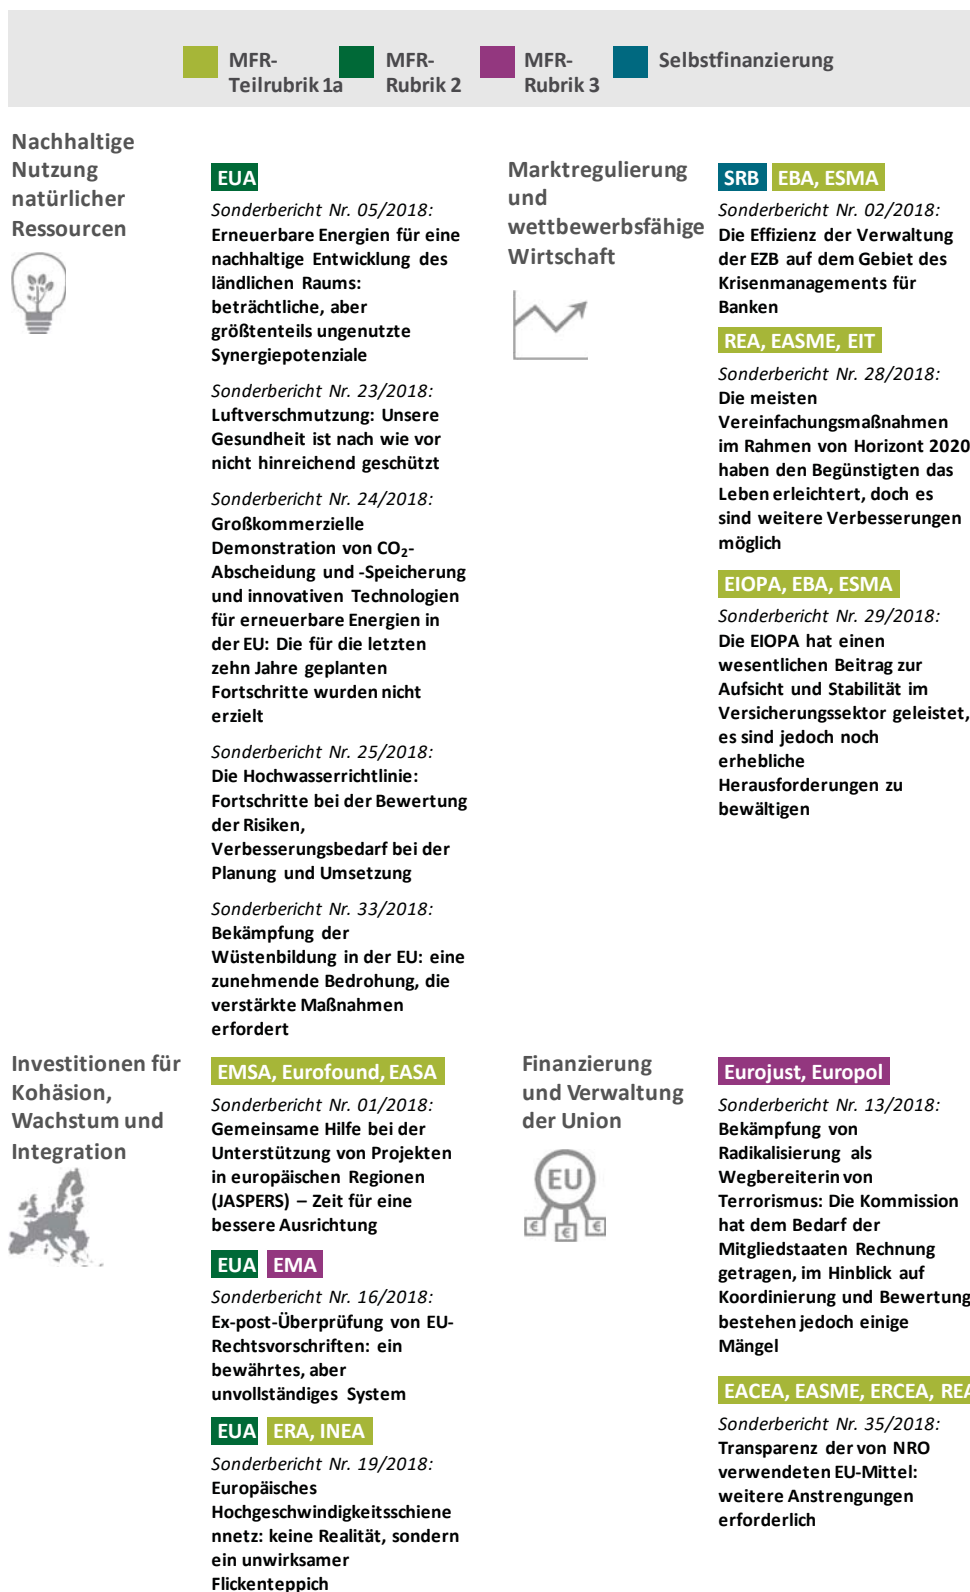 MFR-
Teilrubrik 1a
MFR-
Rubrik 2
MFR-
Rubrik 3
Selbstfinanzierung
Nachhaltige
Nutzung
natürlicher
Ressourcen
EUA
Sonderbericht Nr. 05/2018:
Erneuerbare Energien für eine
nachhaltige Entwicklung des
ländlichen Raums:
beträchtliche, aber
größtenteils ungenutzte
Synergiepotenziale
Sonderbericht Nr. 23/2018:
Luftverschmutzung: Unsere
Gesundheit ist nach wie vor
nicht hinreichend geschützt
Sonderbericht Nr. 24/2018:
Großkommerzielle
Demonstration von CO₂-
Abscheidung und -Speicherung
und innovativen Technologien
für erneuerbare Energien in
der EU: Die für die letzten
zehn Jahre geplanten
Fortschritte wurden nicht
erzielt
Sonderbericht Nr. 25/2018:
Die Hochwasserrichtlinie:
Fortschritte bei der Bewertung
der Risiken,
Verbesserungsbedarf bei der
Planung und Umsetzung
Sonderbericht Nr. 33/2018:
Bekämpfung der
Wüstenbildung in der EU: eine
zunehmende Bedrohung, die
verstärkte Maßnahmen
erfordert
Marktregulierung
und
wettbewerbsfähige
Wirtschaft
SRB EBA, ESMA
Sonderbericht Nr. 02/2018:
Die Effizienz der Verwaltung
der EZB auf dem Gebiet des
Krisenmanagements für
Banken
REA, EASME, EIT
Sonderbericht Nr. 28/2018:
Die meisten
Vereinfachungsmaßnahmen
im Rahmen von Horizont 2020
haben den Begünstigten das
Leben erleichtert, doch es
sind weitere Verbesserungen
möglich
EIOPA, EBA, ESMA
Sonderbericht Nr. 29/2018:
Die EIOPA hat einen
wesentlichen Beitrag zur
Aufsicht und Stabilität im
Versicherungssektor geleistet,
es sind jedoch noch
erhebliche
Herausforderungen zu
bewältigen
Investitionen für
Kohäsion,
Wachstum und
Integration
EMSA, Eurofound, EASA
Sonderbericht Nr. 01/2018:
Gemeinsame Hilfe bei der
Unterstützung von Projekten
in europäischen Regionen
(JASPERS) – Zeit für eine
bessere Ausrichtung
EUA EMA
Sonderbericht Nr. 16/2018:
Ex-post-Überprüfung von EU-
Rechtsvorschriften: ein
bewährtes, aber
unvollständiges System
EUA ERA, INEA
Sonderbericht Nr. 19/2018:
Europäisches
Hochgeschwindigkeitsschiene
nnetz: keine Realität, sondern
ein unwirksamer
Flickenteppich
Finanzierung
und Verwaltung
der Union
EU
€ € €
Eurojust, Europol
Sonderbericht Nr. 13/2018:
Bekämpfung von
Radikalisierung als
Wegbereiterin von
Terrorismus: Die Kommission
hat dem Bedarf der
Mitgliedstaaten Rechnung
getragen, im Hinblick auf
Koordinierung und Bewertung
bestehen jedoch einige
Mängel
EACEA, EASME, ERCEA, REA
Sonderbericht Nr. 35/2018:
Transparenz der von NRO
verwendeten EU-Mittel:
weitere Anstrengungen
erforderlich